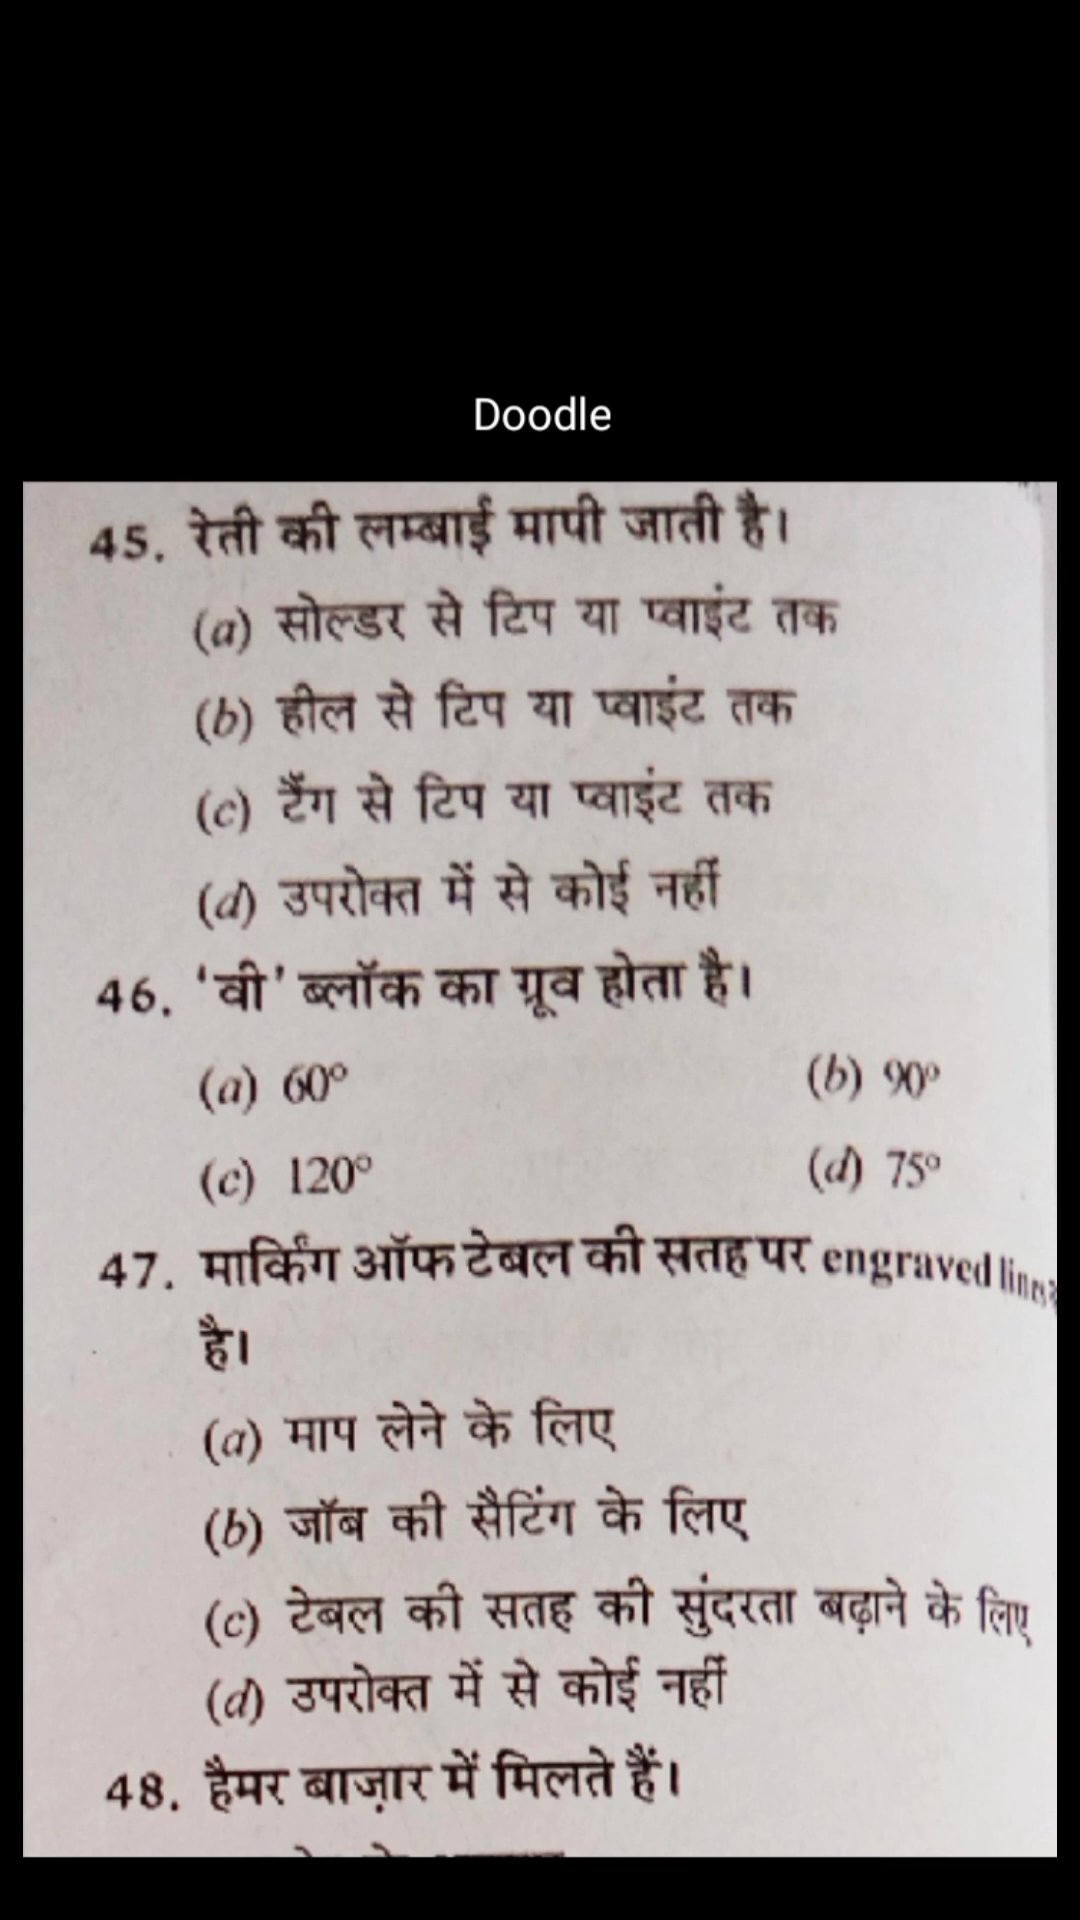 Doodle
45. रेती की लम्बाई मापी जाती है।
(a) सोल्डर से टिप या प्वाइंट तक
(b) हील से टिप या प्वाइंट तक
(c) टैंग से टिप या प्वाइंट तक
(d) उपरोक्त में से कोई नहीं
46. 'वी' ब्लॉक का ग्रूव होता है।
(a) 60° (b) 90°
(c) 120° (d) 75°
47. मार्किंग ऑफ टेबल की सतह पर engraved lines
है।
(a) माप लेने के लिए
(b) जॉब की सैटिंग के लिए
(c) टेबल की सतह की सुंदरता बढ़ाने के लिए
(d) उपरोक्त में से कोई नहीं
48. हैमर बाज़ार में मिलते हैं।